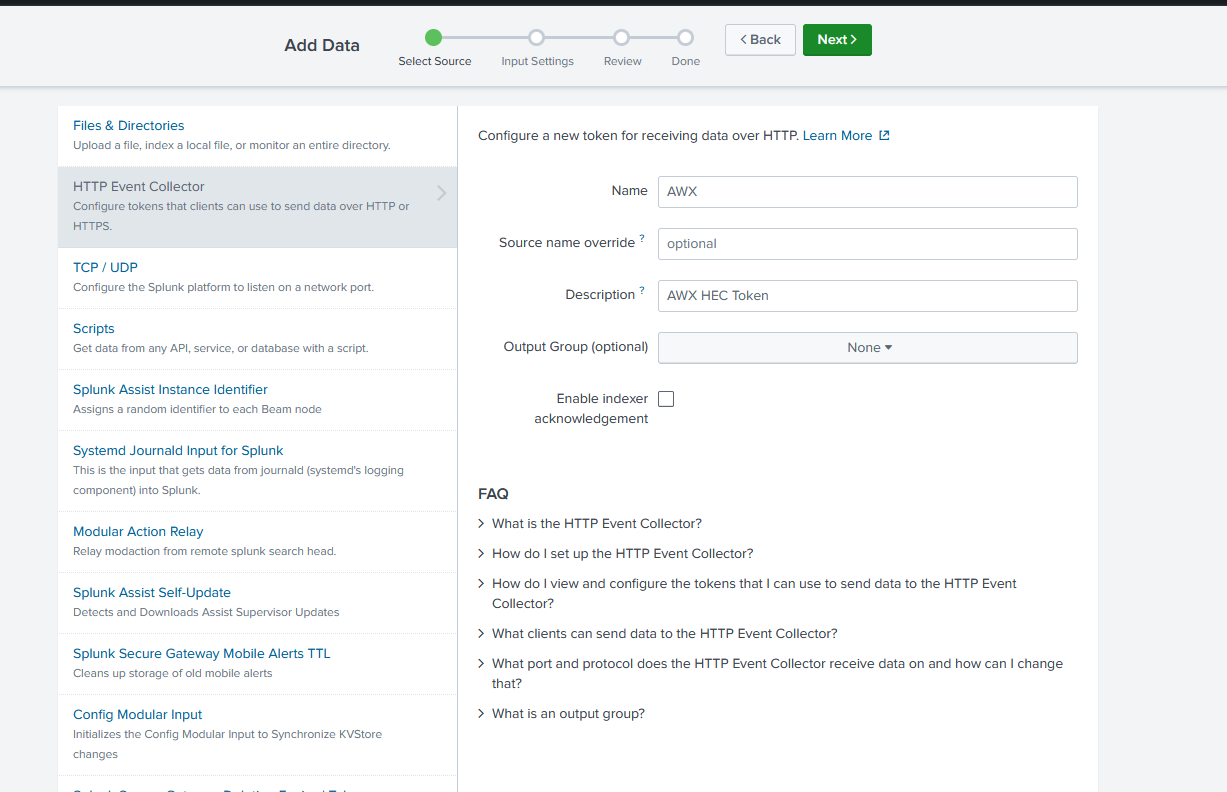 Add Data
Select Source
Input Settings
Review
Done
Back
Next
Files & Directories
Upload a file, index a local file, or monitor an entire directory.
HTTP Event Collector
Configure tokens that clients can use to send data over HTTP or
HTTPS.
TCP / UDP
Configure the Splunk platform to listen on a network port.
Scripts
Get data from any API, service, or database with a script.
Splunk Assist Instance Identifier
Assigns a random identifier to each Beam node
Systemd Journald Input for Splunk
This is the input that gets data from journald (systemd's logging
component) into Splunk.
Modular Action Relay
Relay modaction from remote splunk search head.
Splunk Assist Self-Update
Detects and Downloads Assist Supervisor Updates
Splunk Secure Gateway Mobile Alerts TTL
Cleans up storage of old mobile alerts
Config Modular Input
Initializes the Config Modular Input to Synchronize KVStore
changes
Configure a new token for receiving data over HTTP. Learn More
Name
AWX
Source name override ?
optional
Description ?
AWX HEC Token
Output Group (optional)
None
Enable indexer
acknowledgement
FAQ
What is the HTTP Event Collector?
How do I set up the HTTP Event Collector?
How do I view and configure the tokens that I can use to send data to the HTTP Event
Collector?
What clients can send data to the HTTP Event Collector?
What port and protocol does the HTTP Event Collector receive data on and how can I change
that?
What is an output group?